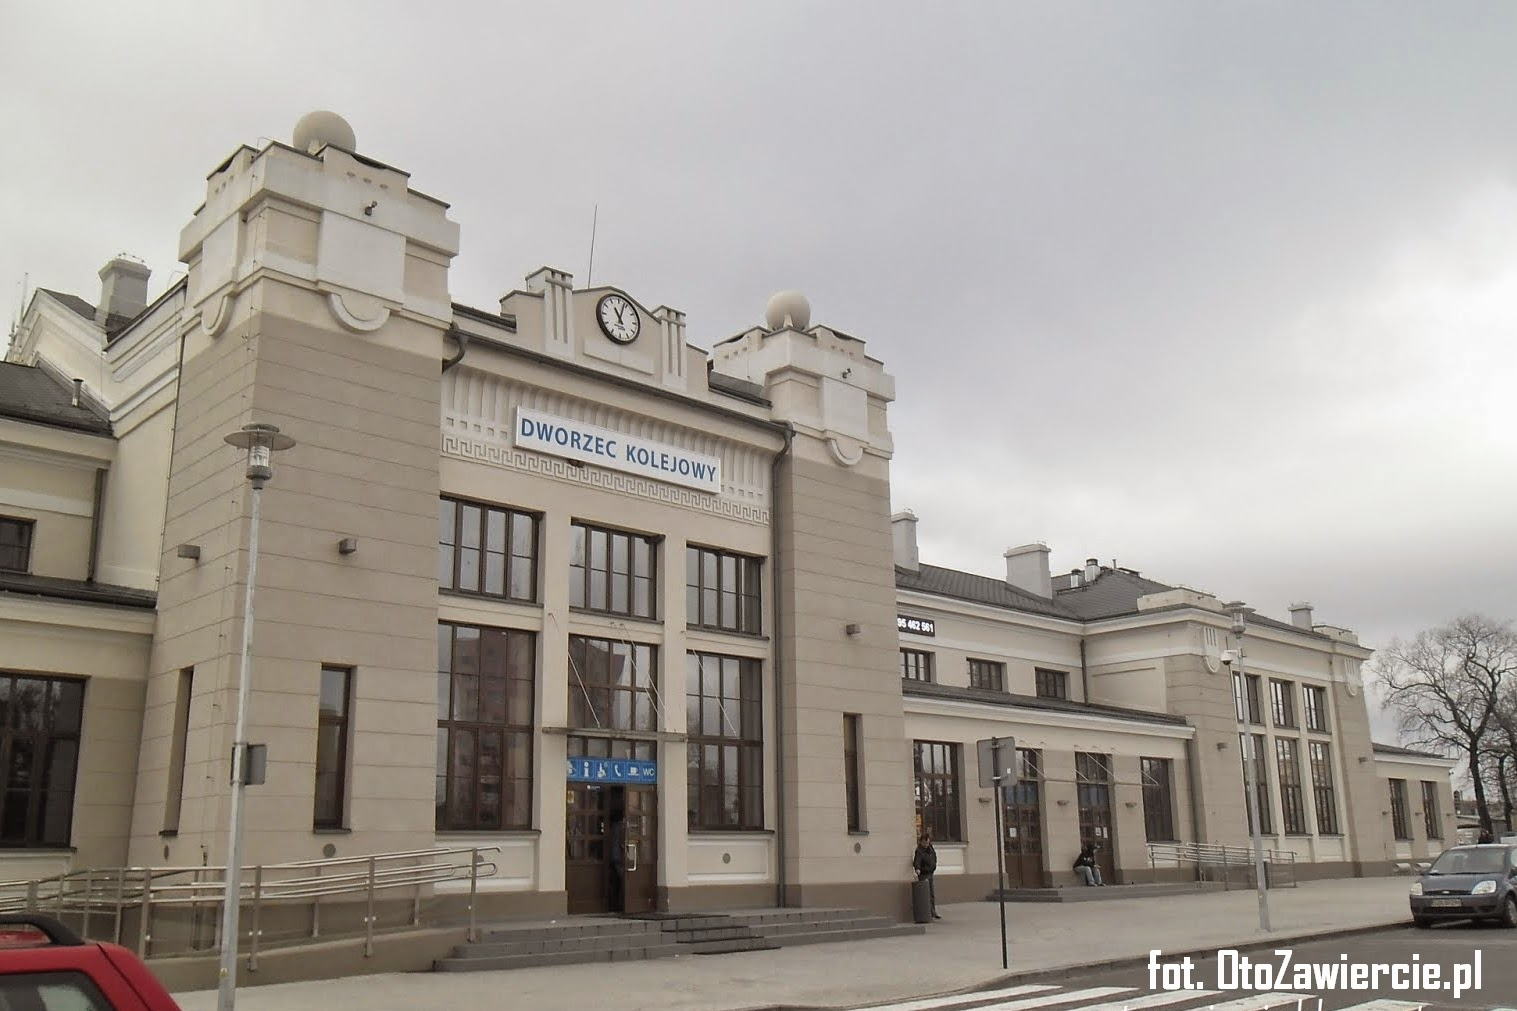 DWORZEC KOLEJOWY
95 462 561
WC
fot. OtoZawiercie.pl